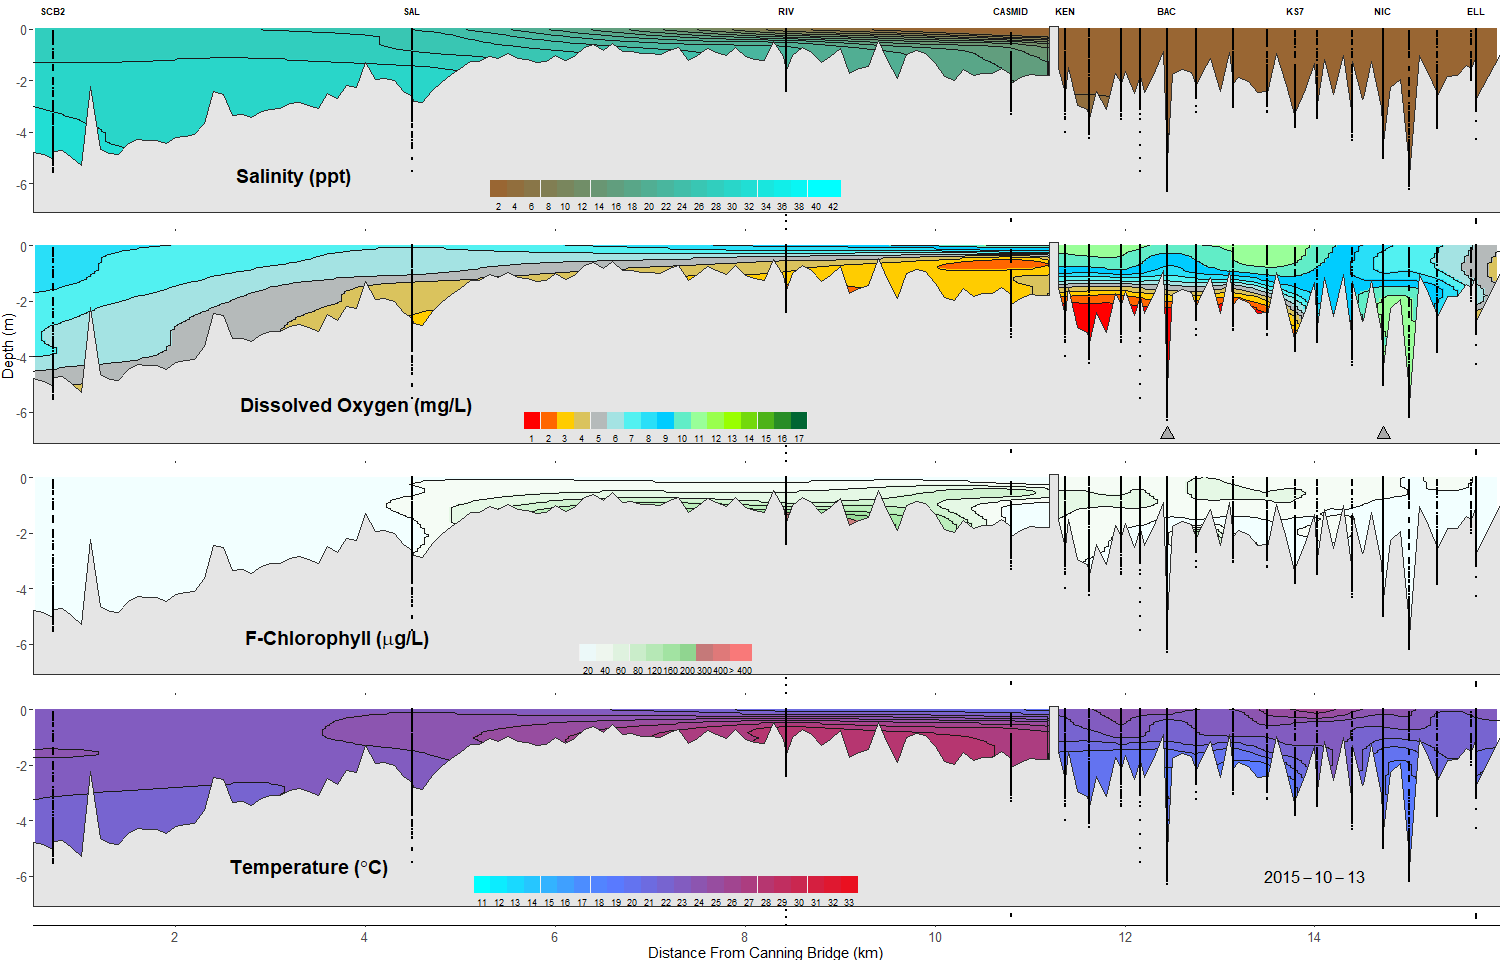 SCB2 SAL RIV CASMID KEN BAC KS7 NIC ELL
0
-2
-4
-6
Salinity (ppt)
2 4 6 8 10 12 14 16 18 20 22 24 26 28 30 32 34 36 38 40 42
0
-2
-4
-6
Depth (m)
Dissolved Oxygen (mg/L)
1 2 3 4 5 6 7 8 9 10 11 12 13 14 15 16 17
0
-2
-4
-6
F-Chlorophyll (μg/L)
20 40 60 80 120 160 200 300 400 > 400
0
-2
-4
-6
Temperature (°C)
2015-10-13
11 12 13 14 15 16 17 18 19 20 21 22 23 24 25 26 27 28 29 30 31 32 33
2 4 6 8 10 12 14
Distance From Canning Bridge (km)